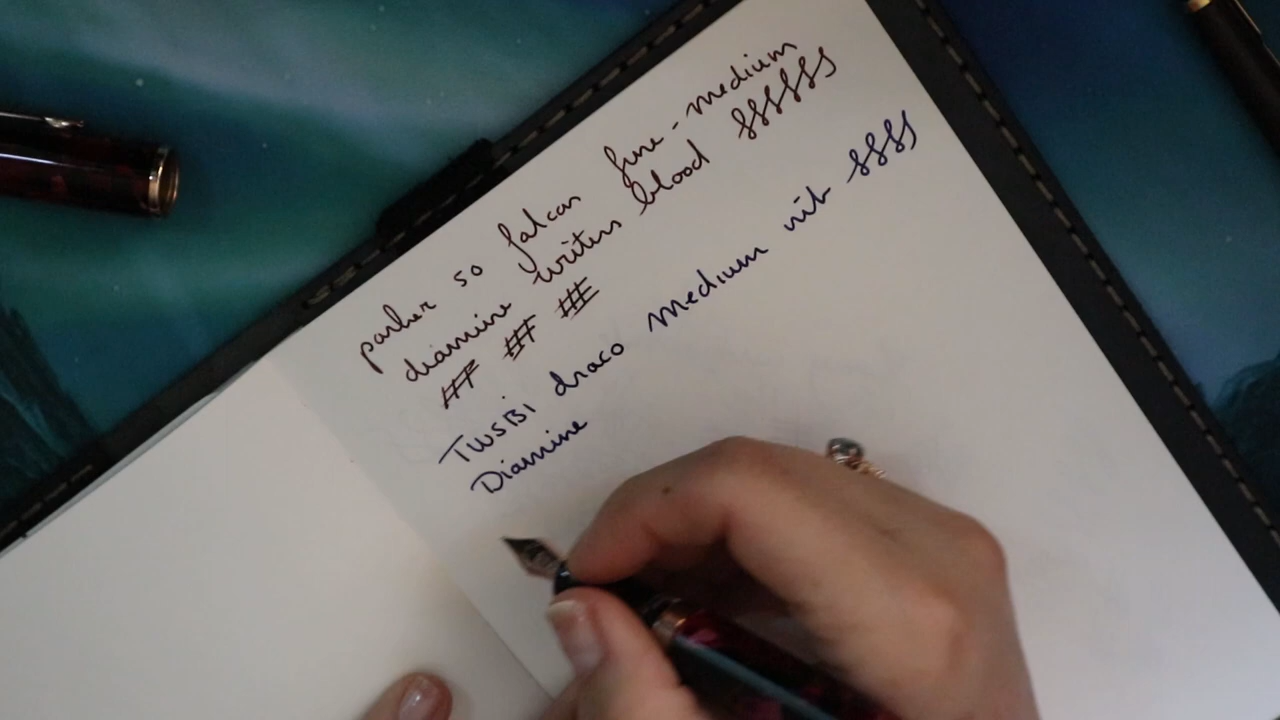 parker 50 falcon fine-medium
diamine writers blood §§§§§§
## ## ##
TWSBI draco medium nib §§§§
Diamine